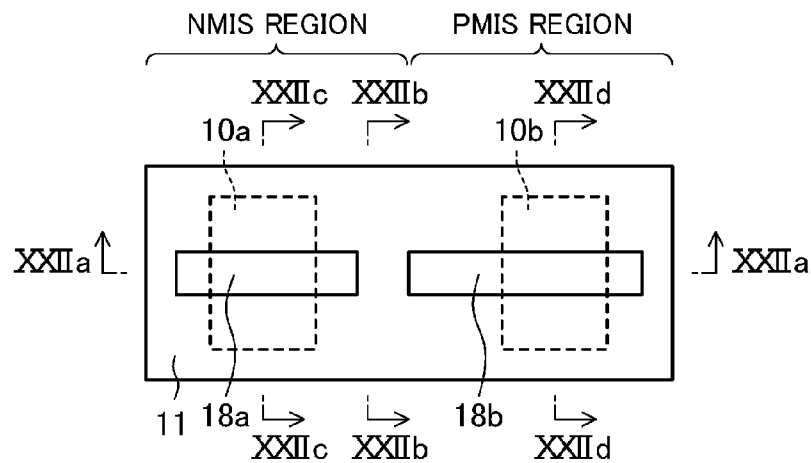 NMIS REGION PMIS REGION
XXIIc XXIIb XXIId
10a 10b
XXIIa XXIIa
11 18a 18b
XXIIc XXIIb XXIId